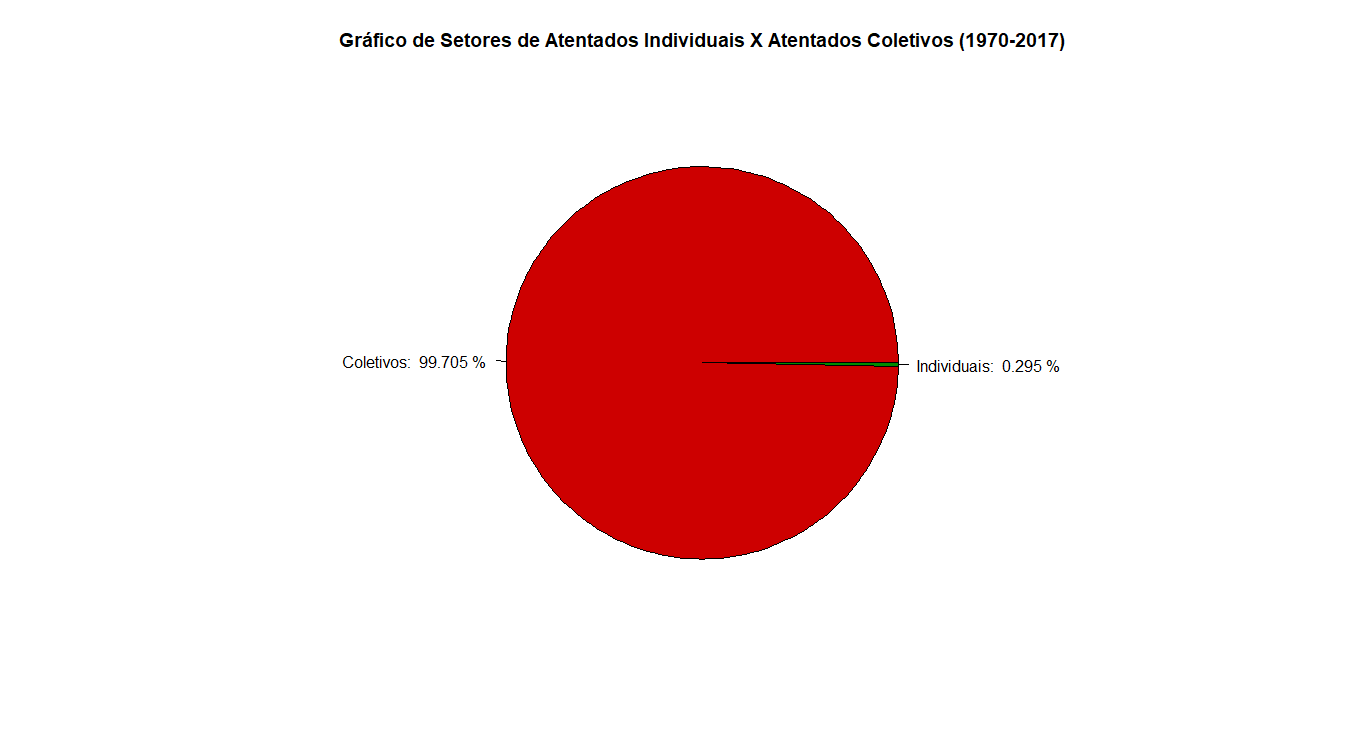 Gráfico de Setores de Atentados Individuais X Atentados Coletivos (1970-2017)
Coletivos: 99.705 %
Individuais: 0.295 %